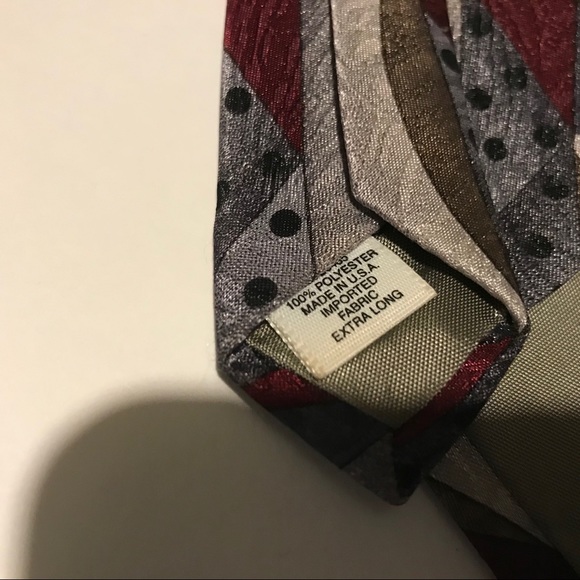 100% POLYESTER
MADE IN U.S.A.
IMPORTED
FABRIC
EXTRA LONG